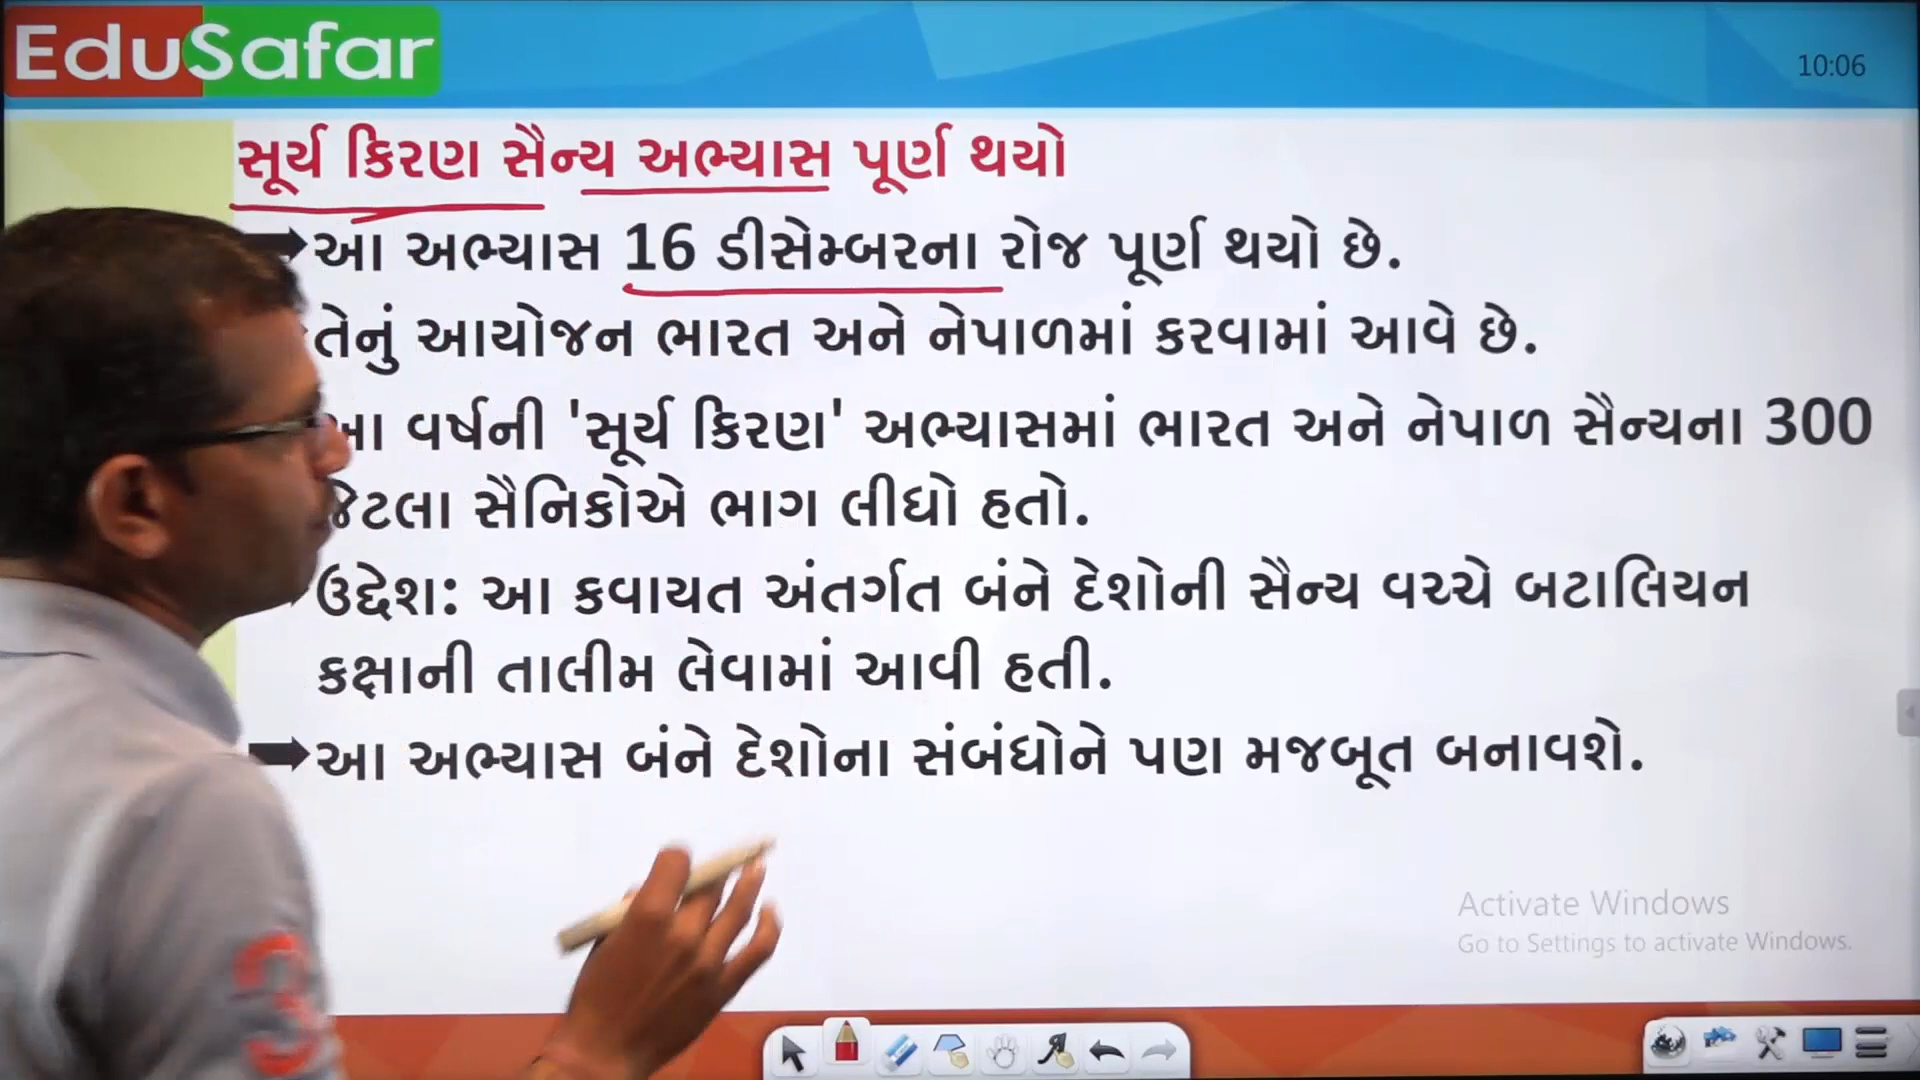 EduSafar
10:06
સૂર્ય કિરણ સૈન્ય અભ્યાસ પૂર્ણ થયો
આ અભ્યાસ 16 ડીસેમ્બરના રોજ પૂર્ણ થયો છે.
તેનું આયોજન ભારત અને નેપાળમાં કરવામાં આવે છે.
આ વર્ષની 'સૂર્ય કિરણ' અભ્યાસમાં ભારત અને નેપાળ સૈન્યના 300
જેટલા સૈનિકોએ ભાગ લીધો હતો.
ઉદ્દેશ: આ કવાયત અંતર્ગત બંને દેશોની સૈન્ય વચ્ચે બટાલિયન
કક્ષાની તાલીમ લેવામાં આવી હતી.
આ અભ્યાસ બંને દેશોના સંબંધોને પણ મજબૂત બનાવશે.
Activate Windows
Go to Settings to activate Windows.
3